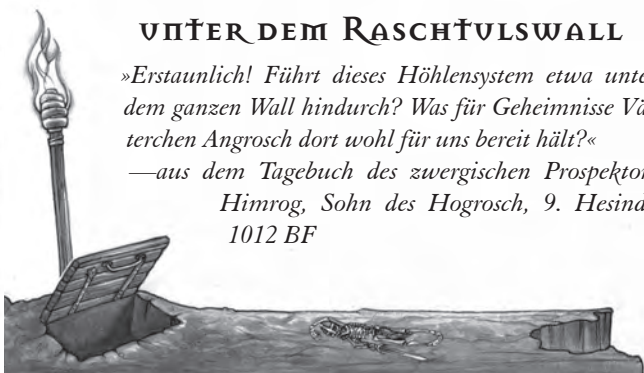 UNTER DEM RASCHTULSWALL
»Erstaunlich! Führt dieses Höhlensystem etwa unte
dem ganzen Wall hindurch? Was für Geheimnisse Vä
terchen Angrosch dort wohl für uns bereit hält?«
—aus dem Tagebuch des zwergischen Prospektor
Himrog, Sohn des Hogrosch, 9. Hesind
1012 BF